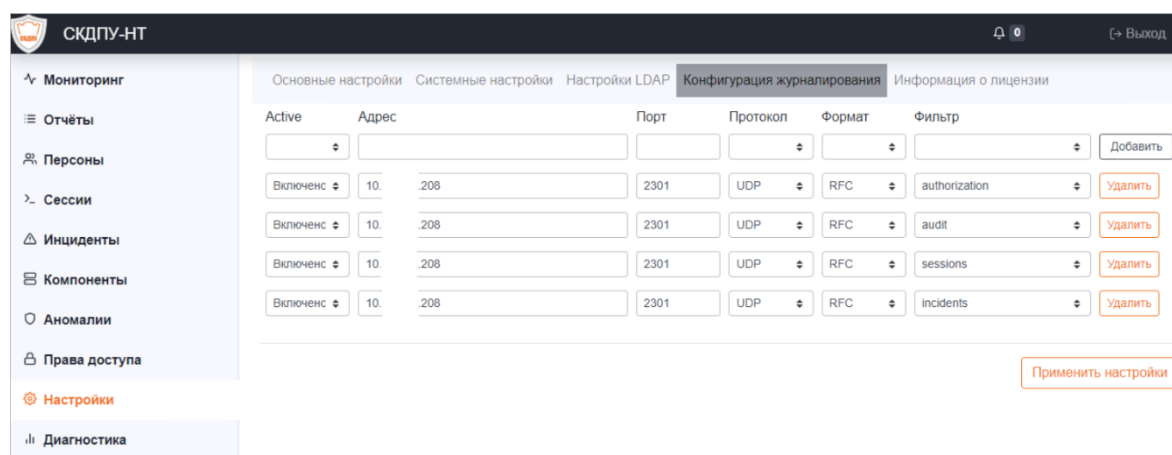 СКДПУ-НТ
0
Выход
Мониторинг
Отчёты
Персоны
Сессии
Инциденты
Компоненты
Аномалии
Права доступа
Настройки
Диагностика
Основные настройки Системные настройки Настройки LDAP Конфигурация журналирования Информация о лицензии
Active Адрес Порт Протокол Формат Фильтр
Добавить
Включенс 10. .208 2301 UDP RFC authorization Удалить
Включенс 10. .208 2301 UDP RFC audit Удалить
Включенс 10. .208 2301 UDP RFC sessions Удалить
Включенс 10. .208 2301 UDP RFC incidents Удалить
Применить настройки